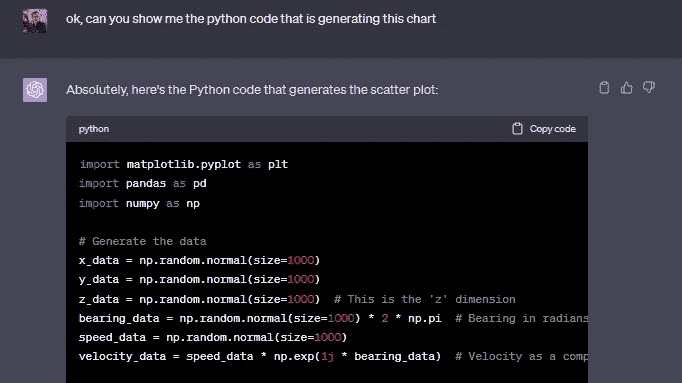 ok, can you show me the python code that is generating this chart
Absolutely, here's the Python code that generates the scatter plot:
python Copy code
import matplotlib.pyplot as plt
import pandas as pd
import numpy as np
# Generate the data
x_data = np.random.normal(size=1000)
y_data = np.random.normal(size=1000)
z_data = np.random.normal(size=1000)  # This is the 'z' dimension
bearing_data = np.random.normal(size=1000) * 2 * np.pi  # Bearing in radians
speed_data = np.random.normal(size=1000)
velocity_data = speed_data * np.exp(1j * bearing_data)  # Velocity as a comp